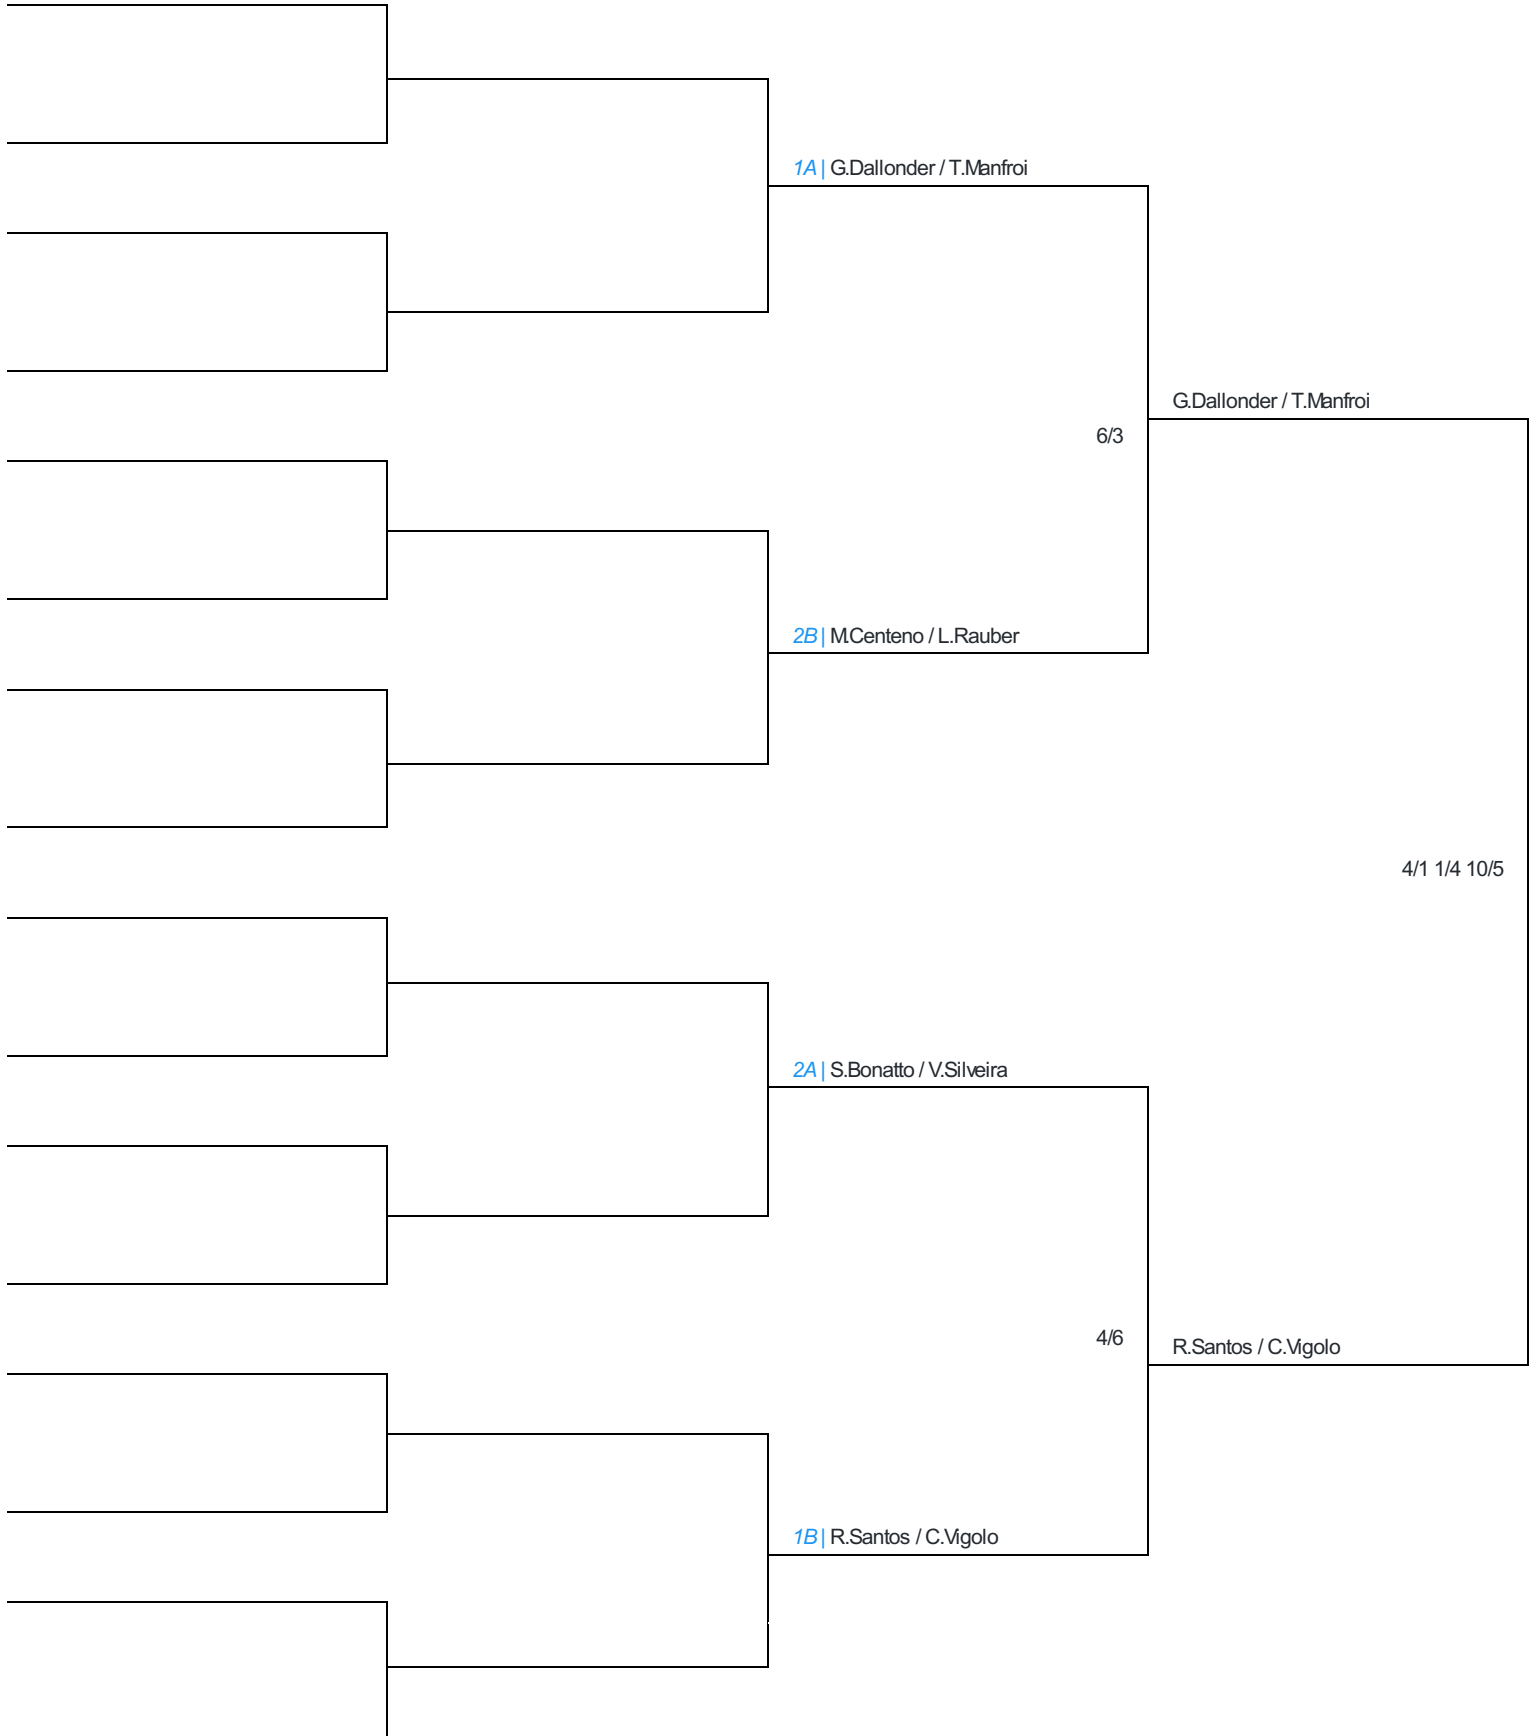 1A | G.Dallonder / T.Manfroi
G.Dallonder / T.Manfroi
6/3
2B | M.Centeno / L.Rauber
4/1 1/4 10/5
2A | S.Bonatto / V.Silveira
4/6
R.Santos / C.Vigolo
1B | R.Santos / C.Vigolo